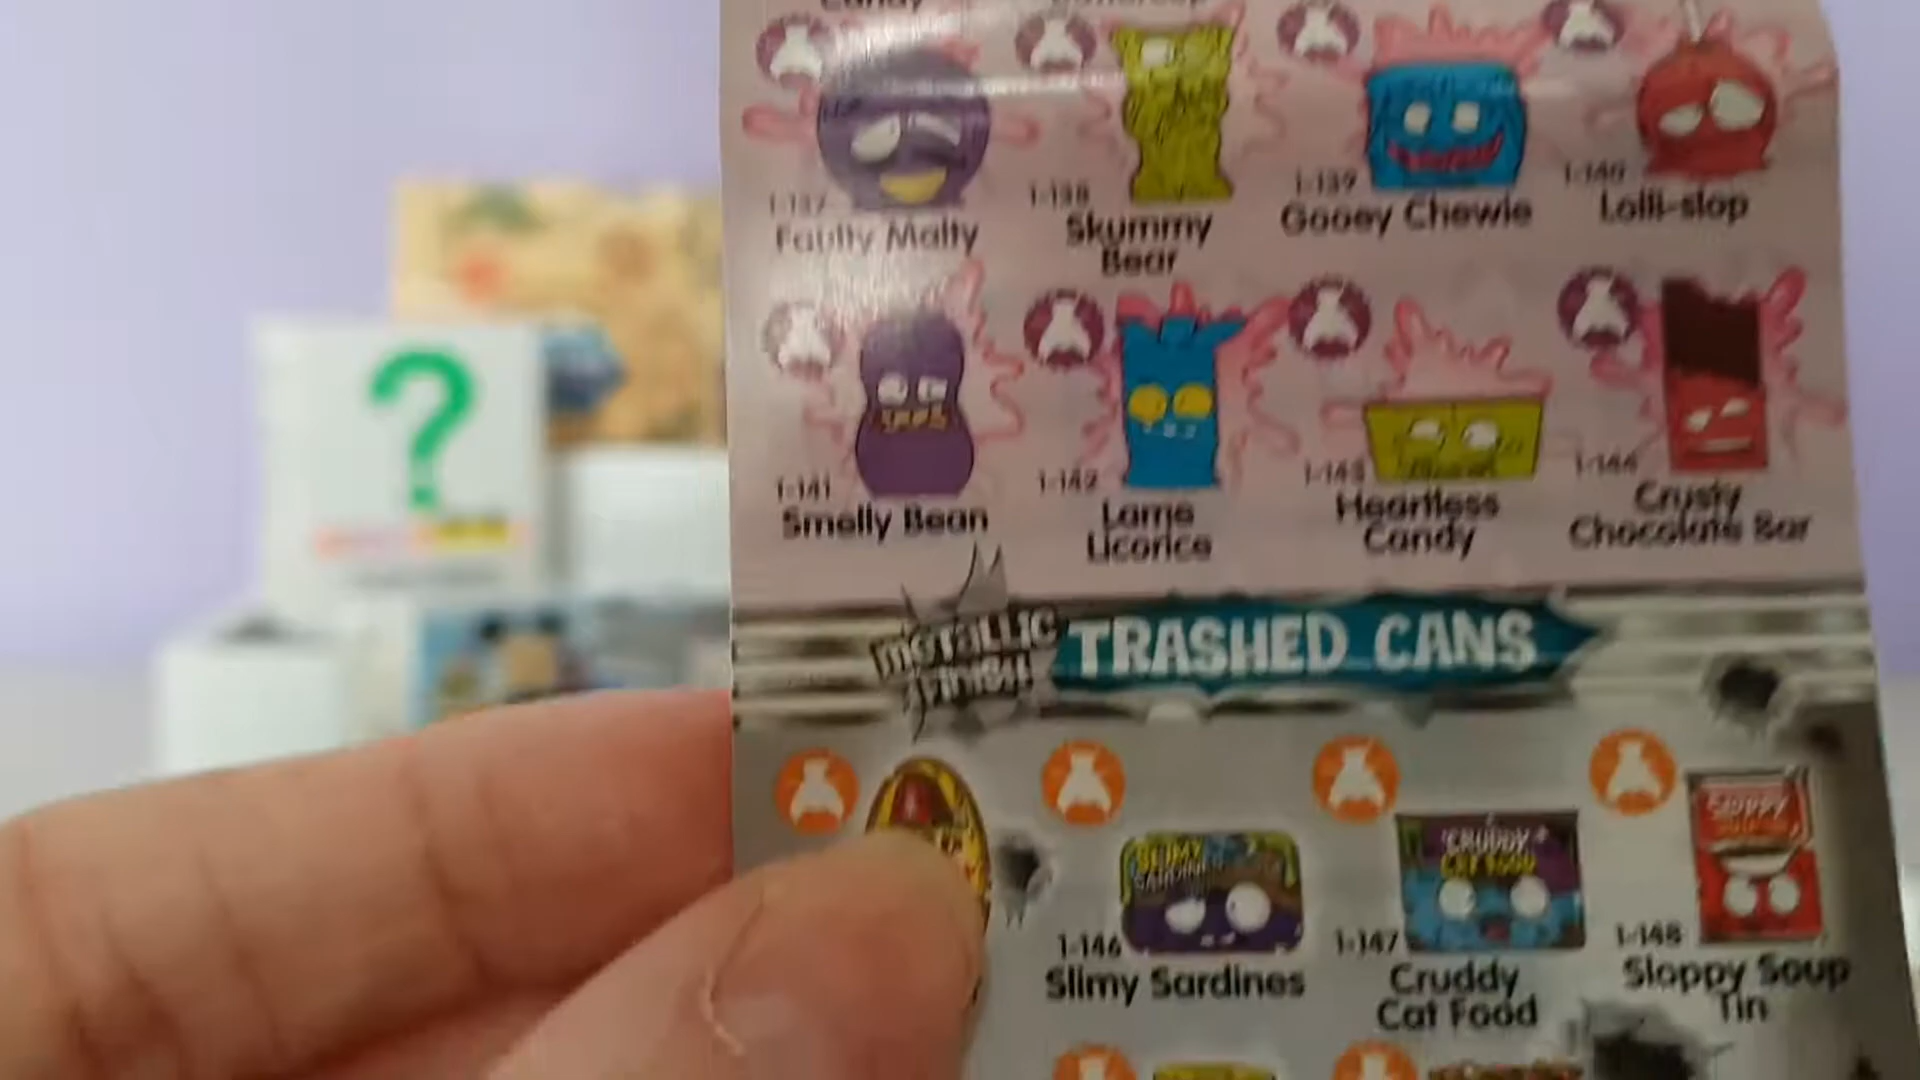 Candy
1-137
Faulty Malty
1-138
Skummy
Bear
1-139
Gooey Chewie
1-140
Lolli-slop
1-141
Smelly Bean
1-142
Lame
Licorice
1-143
Heartless
Candy
1-144
Crusty
Chocolate Bar
?
METALLIC
FINISH
TRASHED CANS
SLIMY
SARDINES
1-146
Slimy Sardines
CRUDDY
CAT FOOD
1-147
Cruddy
Cat Food
SLOPPY
1-148
Sloppy Soup
Tin